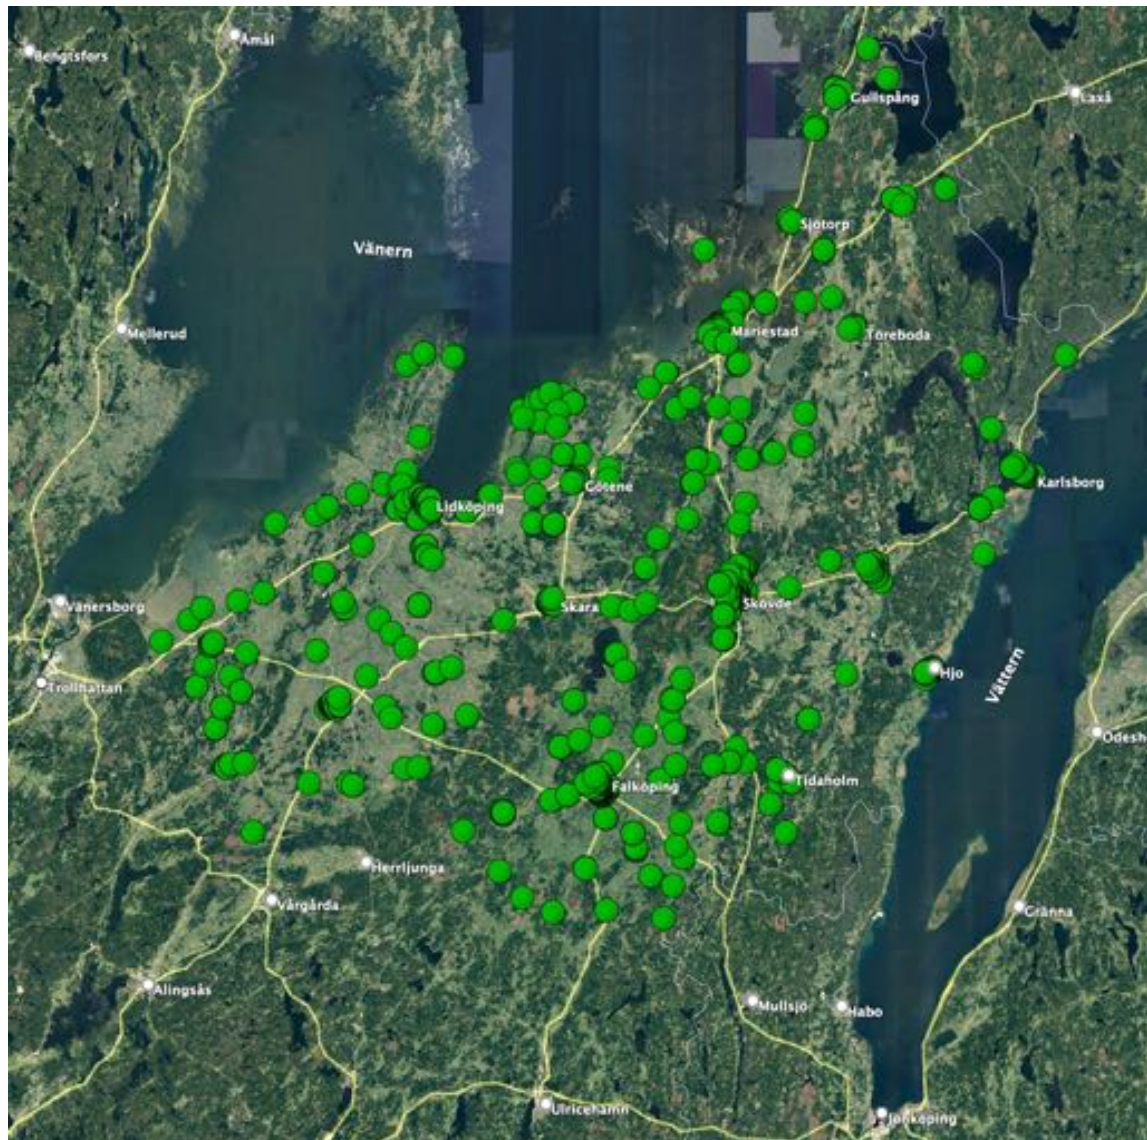 Åmål
Bengtsfors
Laxå
Gullspång
Sjötorp
Vänern
Mariestad
Töreboda
Mellerud
Götene
Karlsborg
Lidköping
Vänersborg
Skara
Skövde
Hjo
Vättern
Trollhättan
Ödesh
Tidaholm
Falköping
Herrljunga
Vårgårda
Gränna
Alingsås
Mullsjö
Habo
Ulricehamn
Jönköping